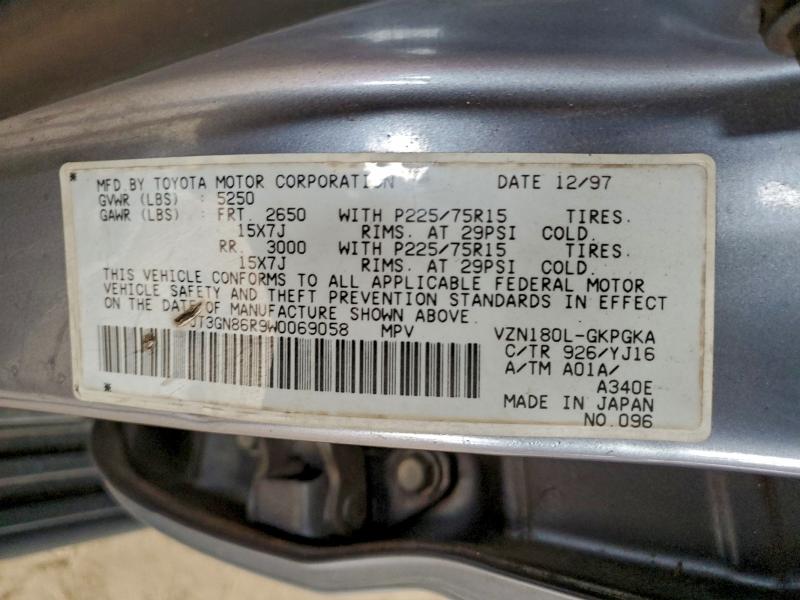 MFD BY TOYOTA MOTOR CORPORATION DATE 12/97
GVWR (LBS) : 5250
GAWR (LBS) : FRT. 2650 WITH P225/75R15 TIRES.
15X7J RIMS. AT 29PSI COLD.
RR. 3000 WITH P225/75R15 TIRES.
15X7J RIMS. AT 29PSI COLD.
THIS VEHICLE CONFORMS TO ALL APPLICABLE FEDERAL MOTOR
VEHICLE SAFETY AND THEFT PREVENTION STANDARDS IN EFFECT
ON THE DATE OF MANUFACTURE SHOWN ABOVE.
JT3GN86R9W0069058 MPV VZN180L-GKPGKA
C/TR 926/YJ16
A/TM A01A/
A340E
MADE IN JAPAN
NO.096